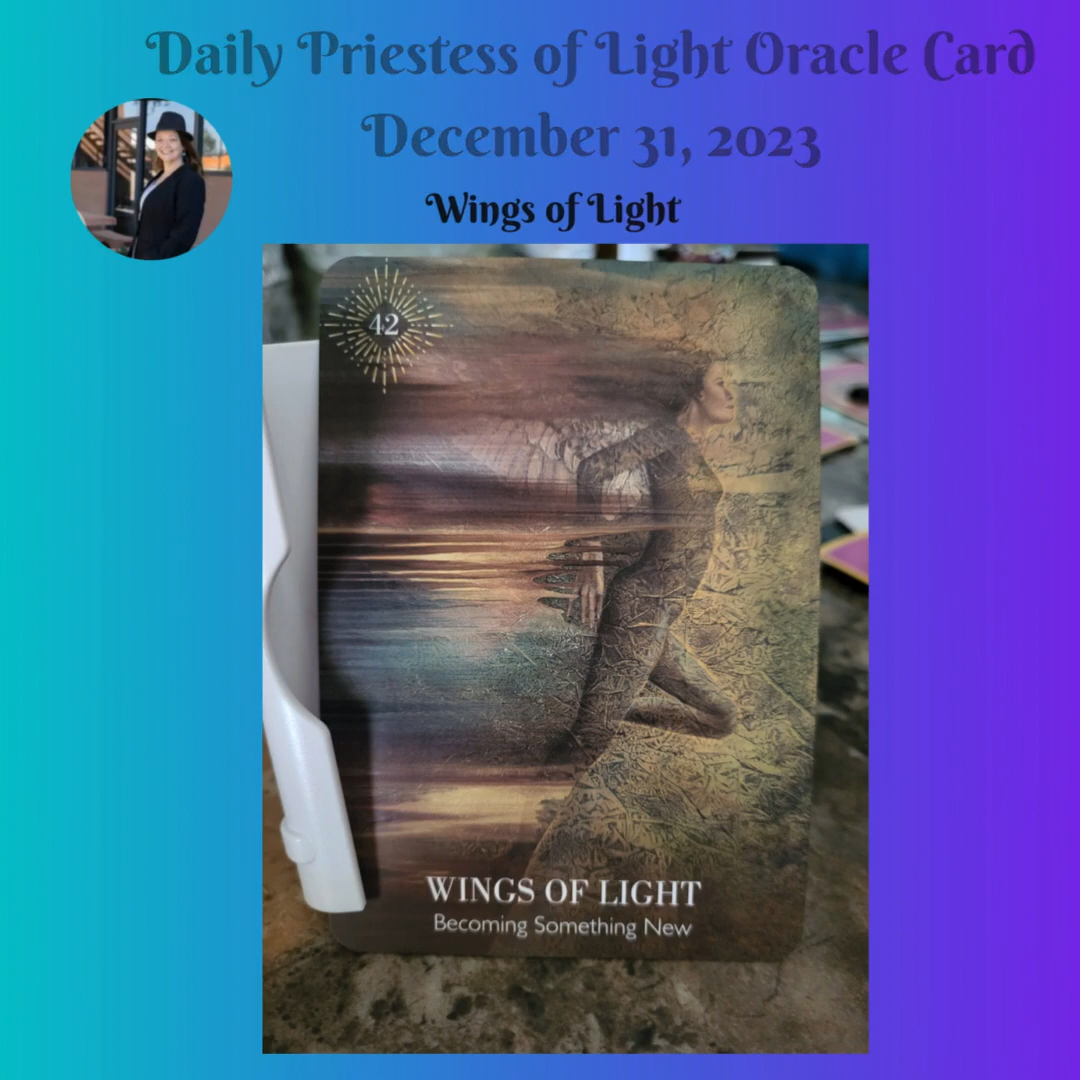 Daily Priestess of Light Oracle Card
December 31, 2023
Wings of Light
42
WINGS OF LIGHT
Becoming Something New